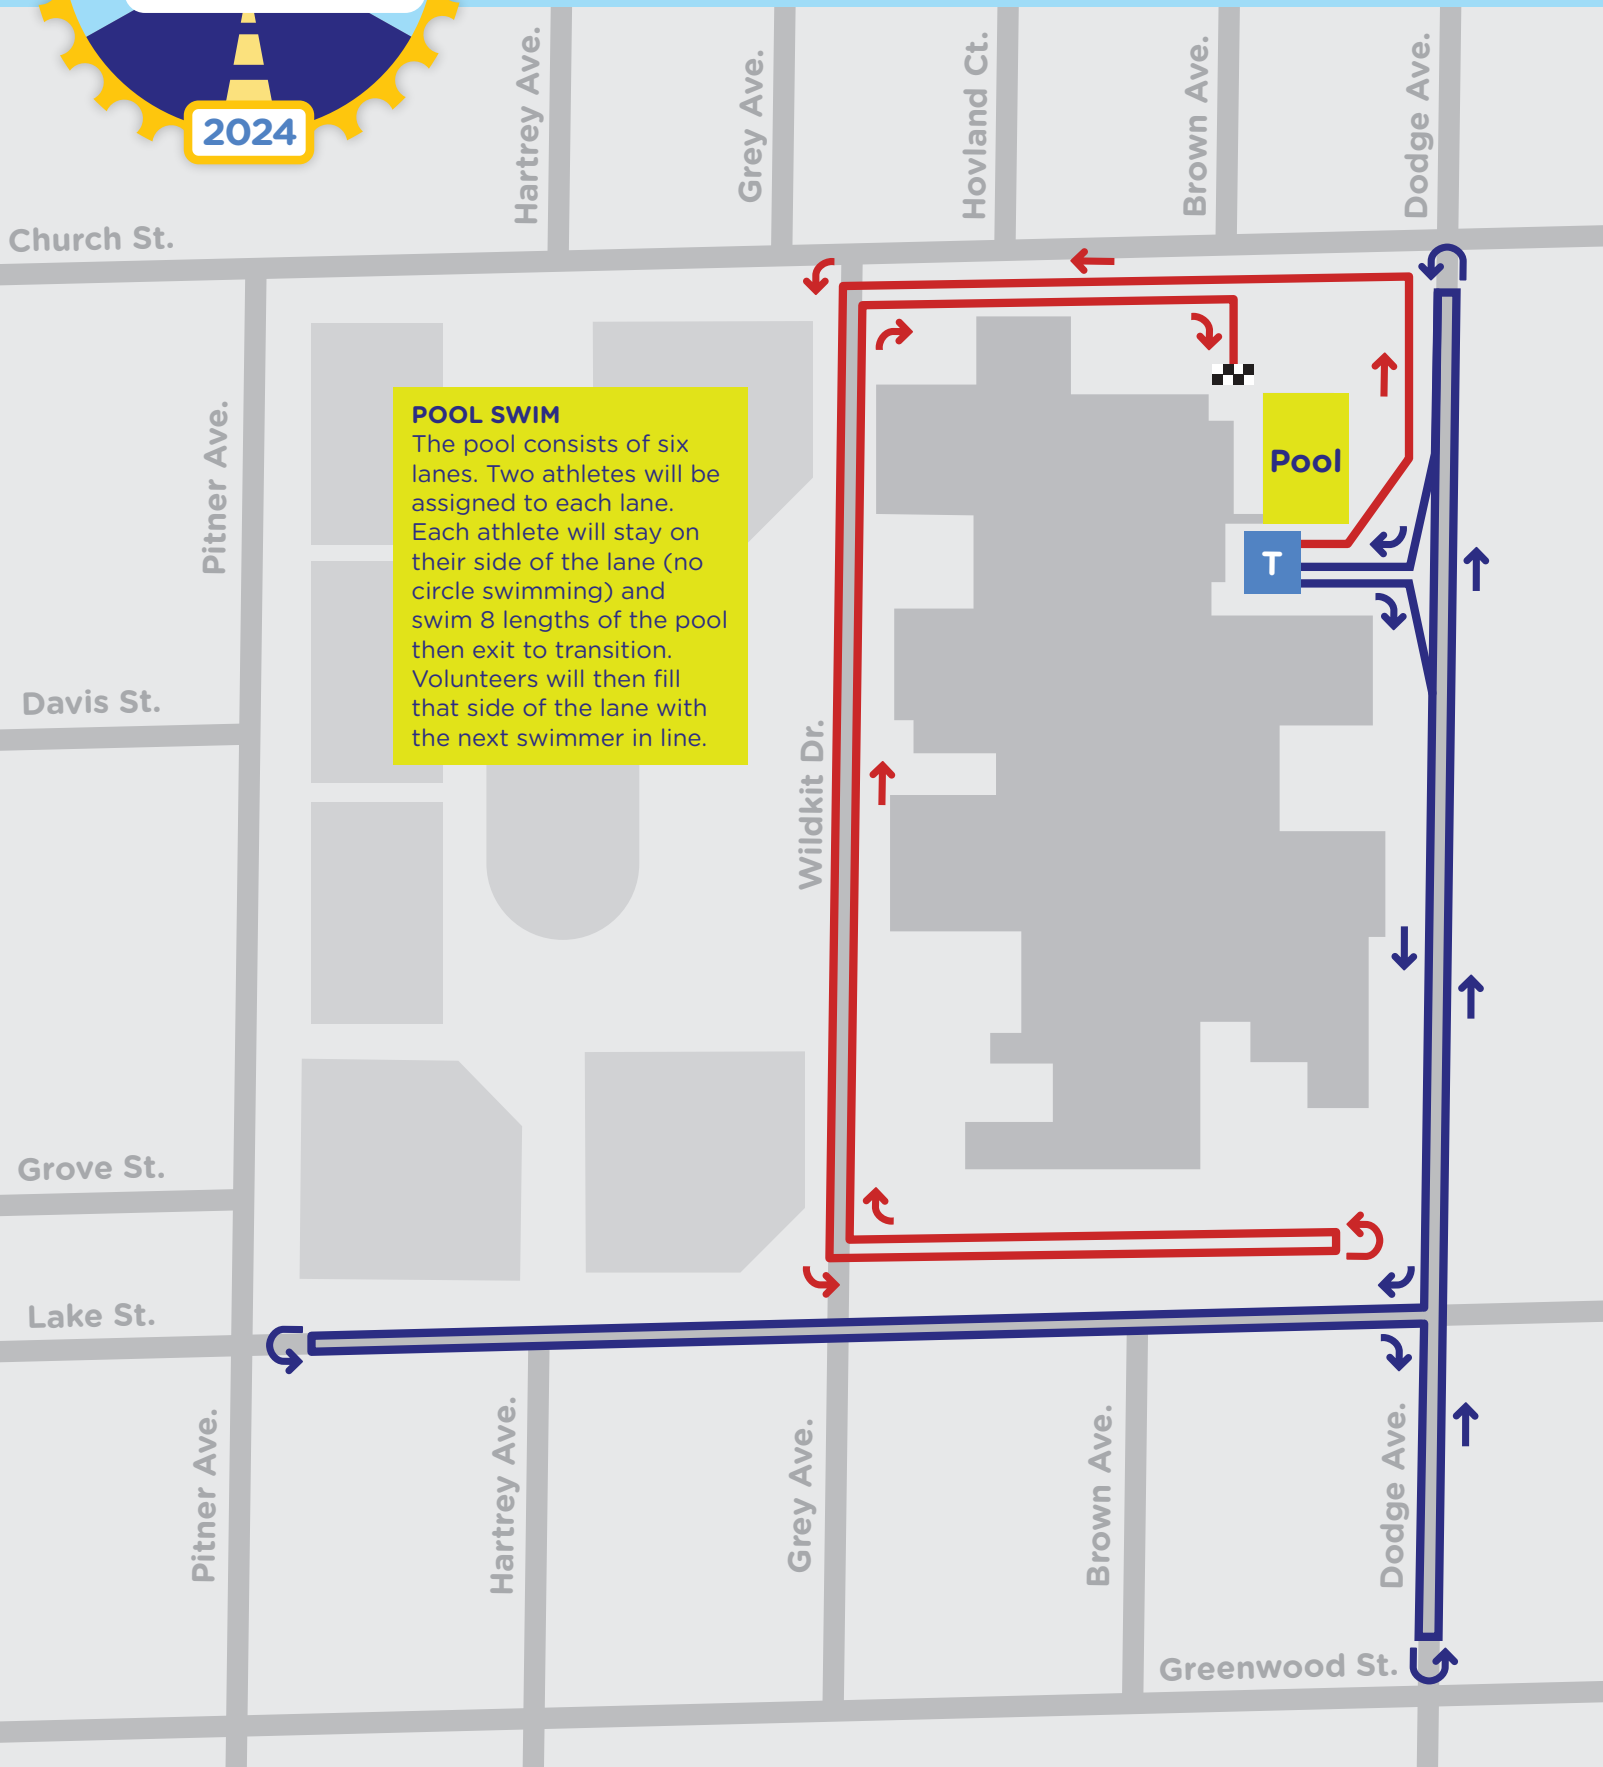 2024
Hartrey Ave.
Grey Ave.
Hovland Ct.
Brown Ave.
Dodge Ave.
Church St.
Pitner Ave.
POOL SWIM
The pool consists of six
lanes. Two athletes will be
assigned to each lane.
Each athlete will stay on
their side of the lane (no
circle swimming) and
swim 8 lengths of the pool
then exit to transition.
Volunteers will then fill
that side of the lane with
the next swimmer in line.
Pool
T
Davis St.
Wildkit Dr.
Grove St.
Lake St.
Pitner Ave.
Hartrey Ave.
Grey Ave.
Brown Ave.
Dodge Ave.
Greenwood St.